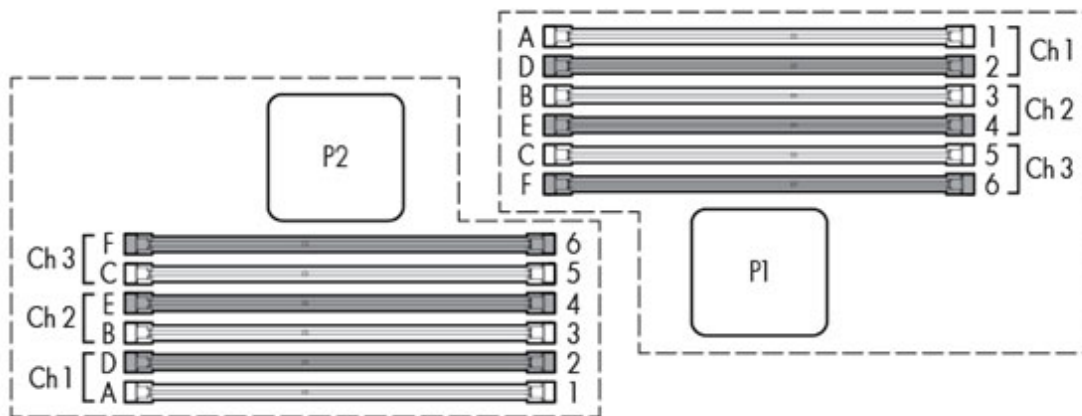 A 1 Ch 1
D 2
B 3 Ch 2
E 4
C 5 Ch 3
F 6
P2
P1
Ch 3 F 6
C 5
Ch 2 E 4
B 3
Ch 1 D 2
A 1